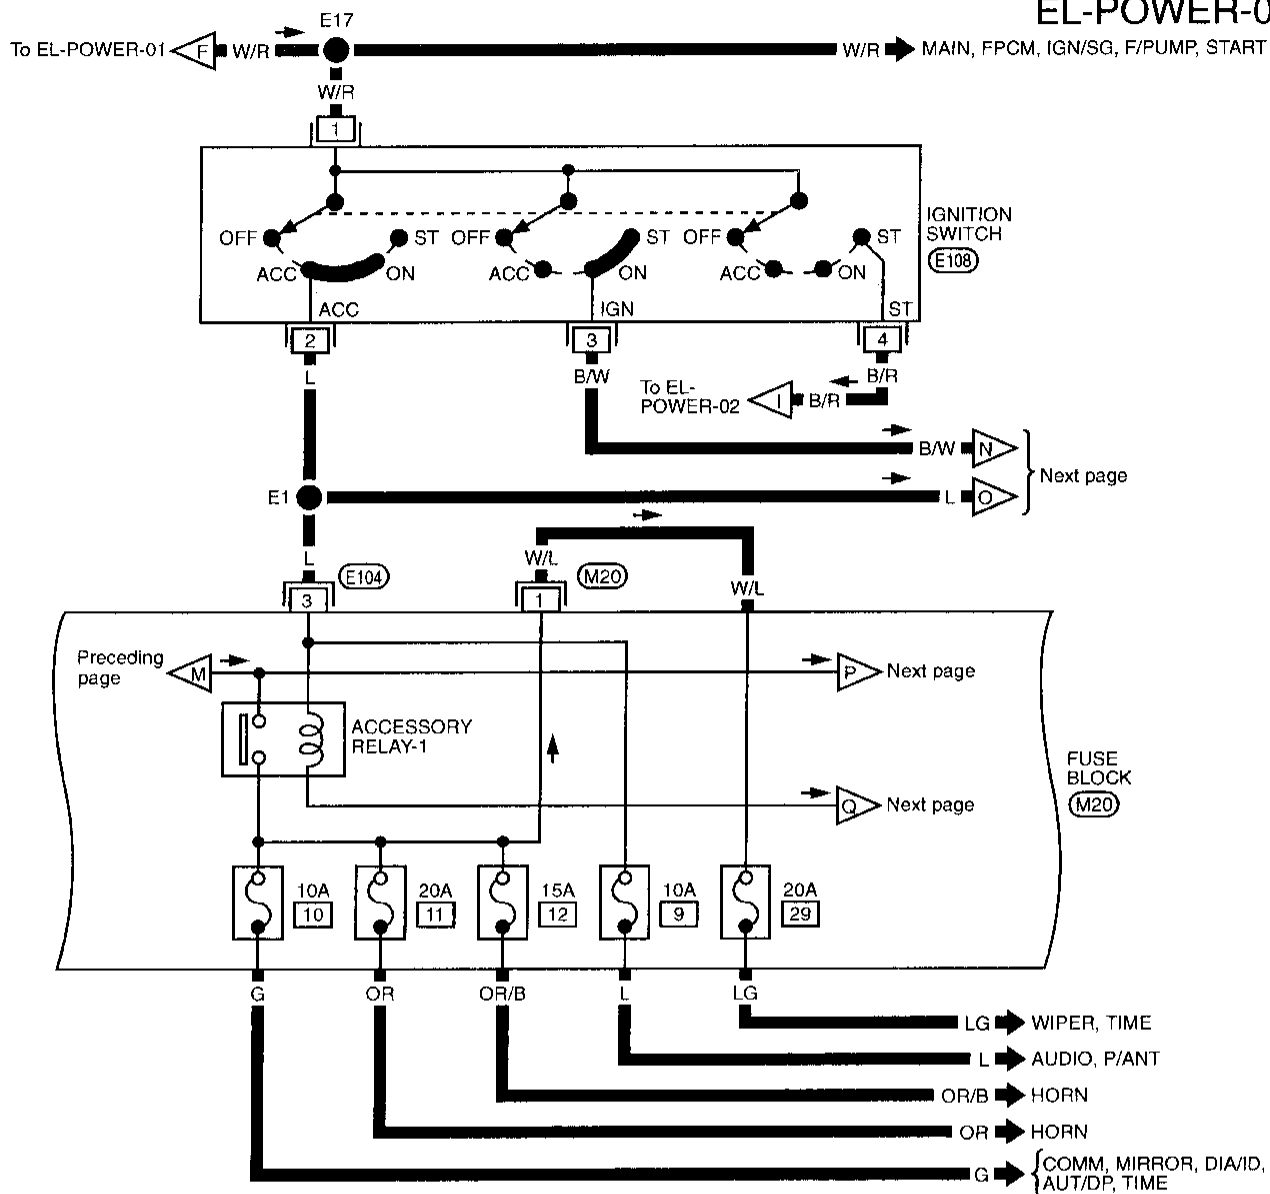 EL-POWER-0
E17
To EL-POWER-01 F W/R W/R MAIN, FPCM, IGN/SG, F/PUMP, START
W/R
1
IGNITION
SWITCH
E108
OFF ST OFF ST OFF ST
ACC ON ACC ON ACC ON
ACC IGN ST
2 3 4
L B/W B/R
To EL-
POWER-02 I B/R
B/W N
Next page
E1 L O
W/L
L E104 M20 W/L
3 1
Preceding
page M P Next page
ACCESSORY
RELAY-1
FUSE
BLOCK
M20
Q Next page
10A 20A 15A 10A 20A
10 11 12 9 29
G OR OR/B L LG
LG WIPER, TIME
L AUDIO, P/ANT
OR/B HORN
OR HORN
G COMM, MIRROR, DIA/ID,
AUT/DP, TIME